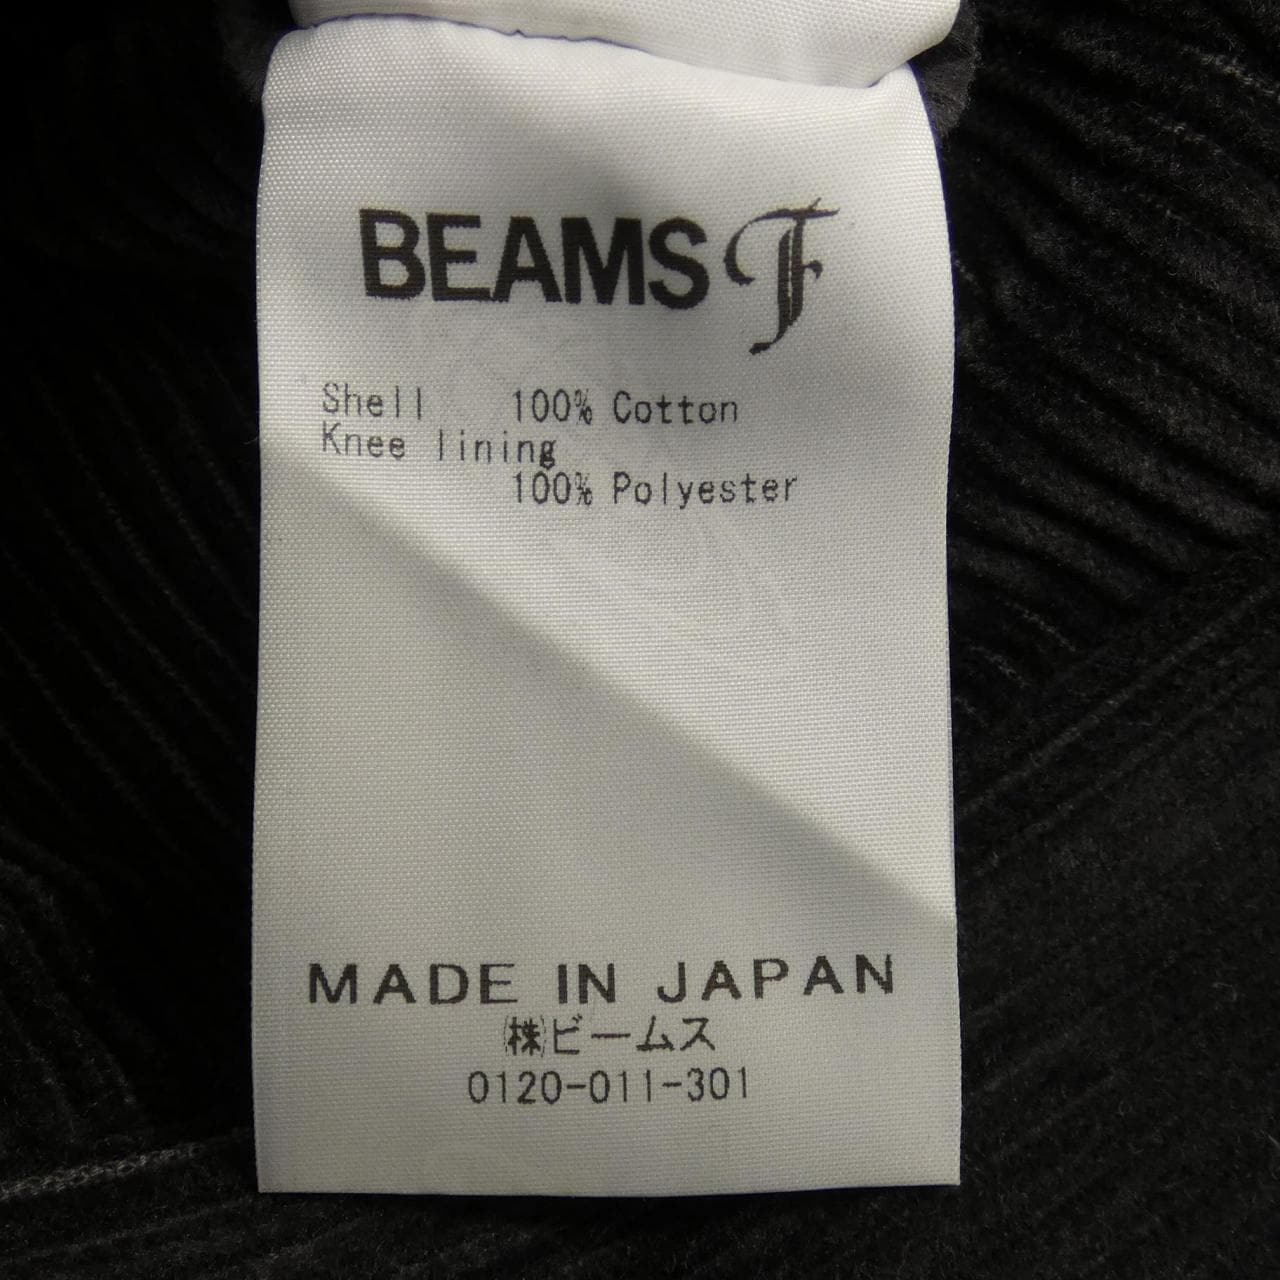 BEAMS F
Shell 100% Cotton
Knee lining
100% Polyester
MADE IN JAPAN
㈱ビームス
0120-011-301